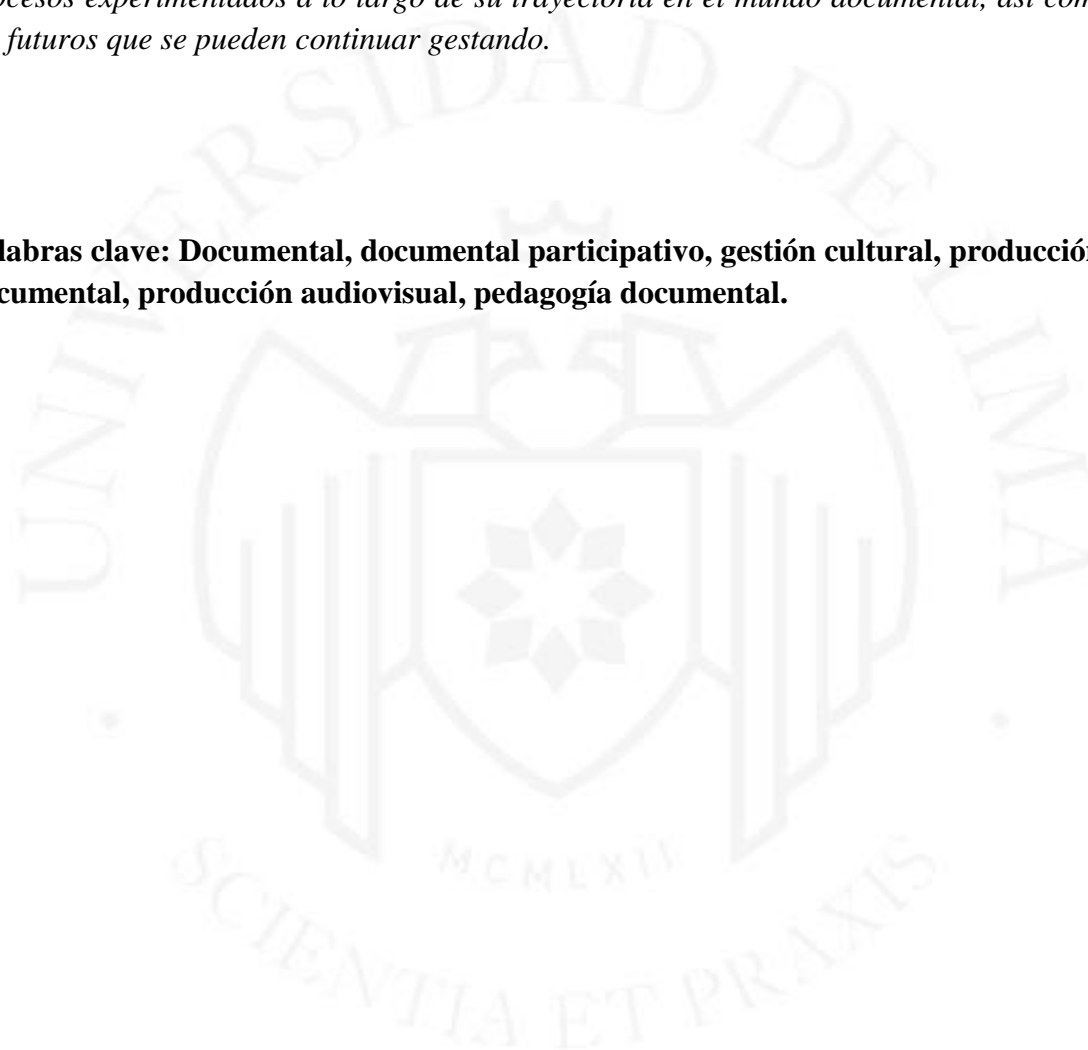 ocesos experimentados a lo largo de su trayectoria en el mundo documental, así com
futuros que se pueden continuar gestando.
labras clave: Documental, documental participativo, gestión cultural, producción
cumental, producción audiovisual, pedagogía documental.
UNIVERSIDAD DE LIMA
MCMLXII
SCIENTIA ET PRAXIS